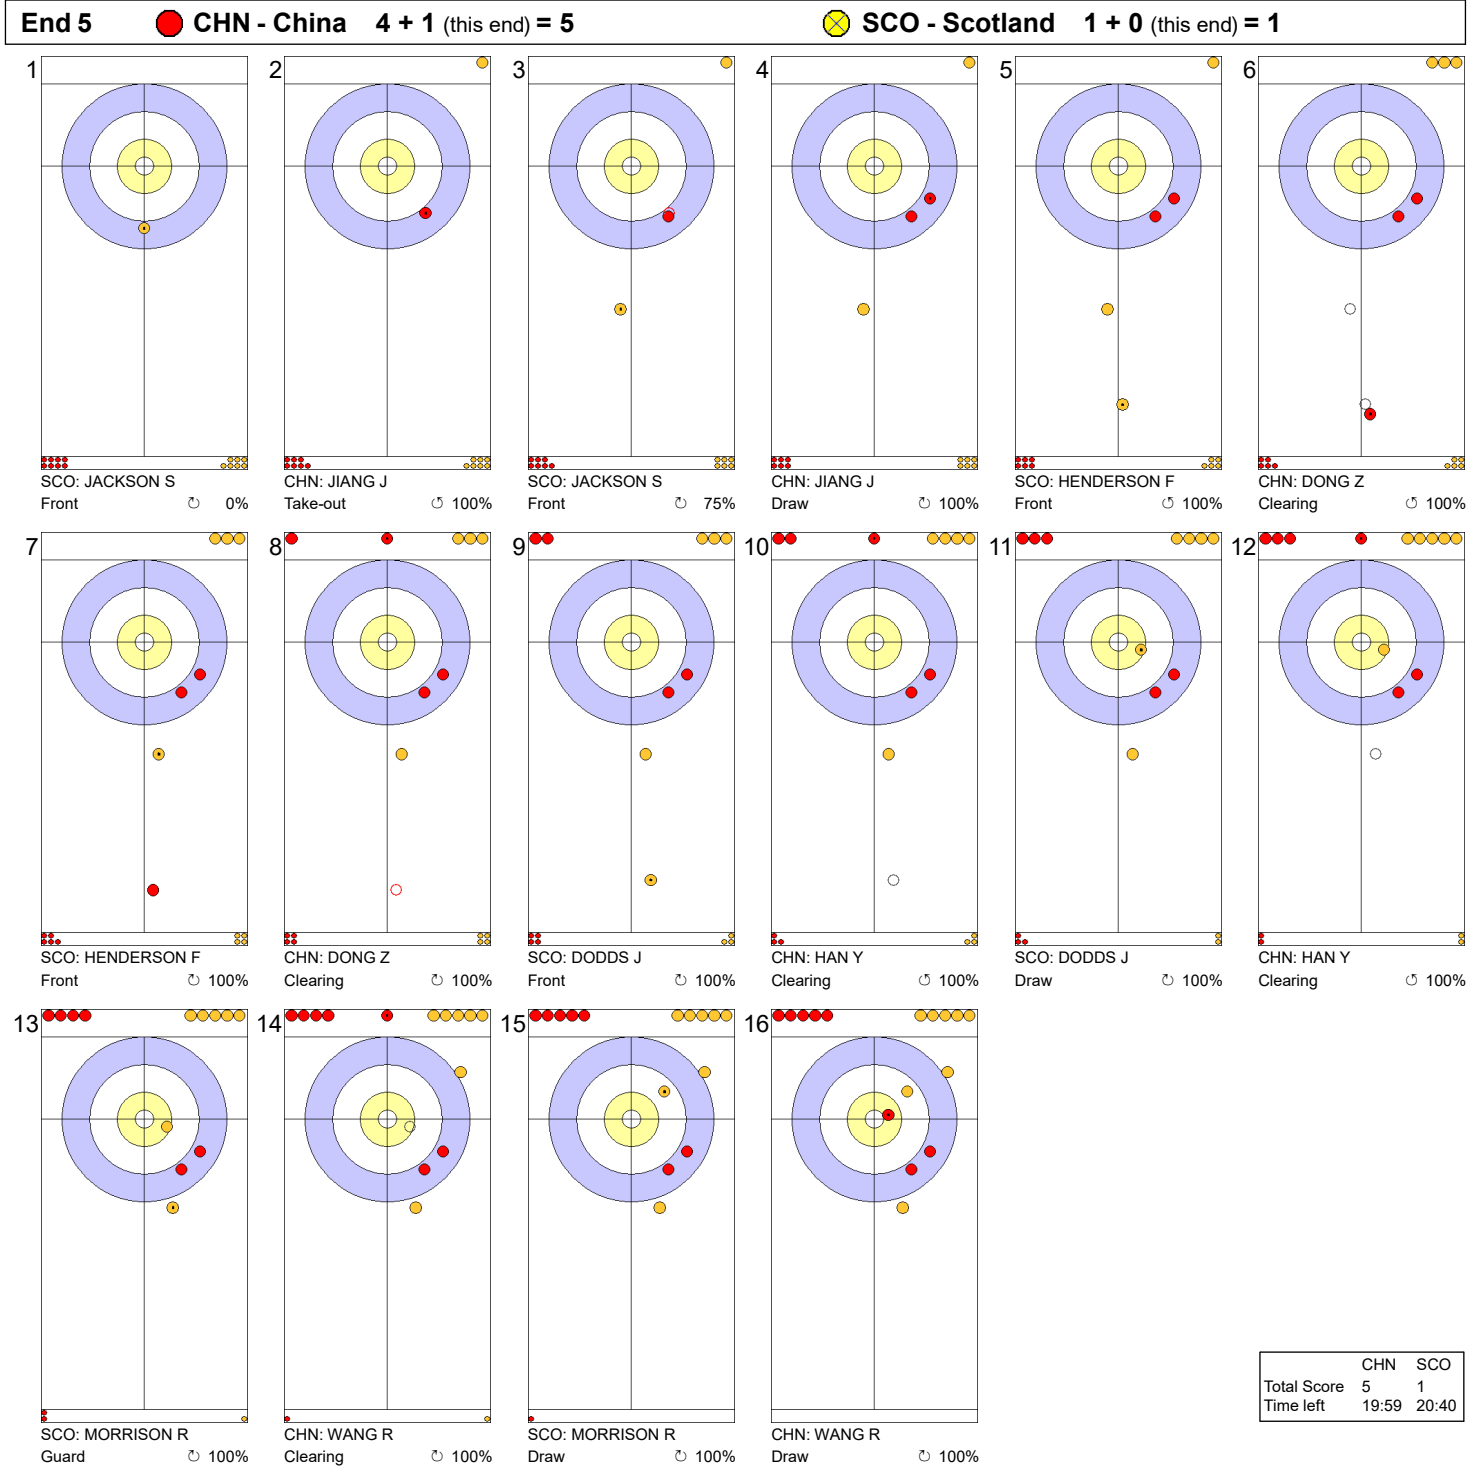 End 5 CHN - China 4 + 1 (this end) = 5 SCO - Scotland 1 + 0 (this end) = 1
1 2 3 4 5 6
SCO: JACKSON S CHN: JIANG J SCO: JACKSON S CHN: JIANG J SCO: HENDERSON F CHN: DONG Z
Front ↻ 0% Take-out ↺ 100% Front ↻ 75% Draw ↺ 100% Front ↺ 100% Clearing ↺ 100%
7 8 9 10 11 12
SCO: HENDERSON F CHN: DONG Z SCO: DODDS J CHN: HAN Y SCO: DODDS J CHN: HAN Y
Front ↻ 100% Clearing ↻ 100% Front ↻ 100% Clearing ↺ 100% Draw ↺ 100% Clearing ↺ 100%
13 14 15 16
SCO: MORRISON R CHN: WANG R SCO: MORRISON R CHN: WANG R
Guard ↻ 100% Clearing ↻ 100% Draw ↻ 100% Draw ↻ 100%
CHN SCO
Total Score 5 1
Time left 19:59 20:40